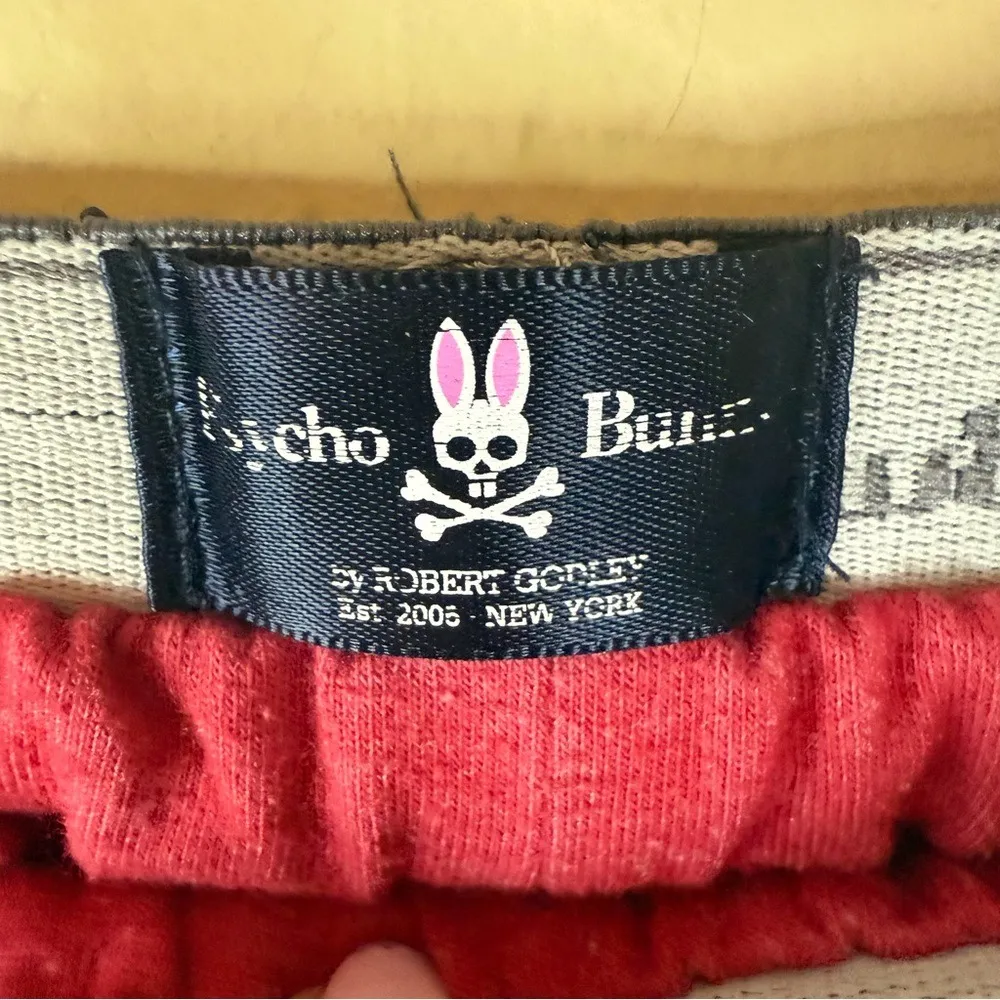 Psycho Bunny
By ROBERT GODLEY
Est 2005 · NEW YORK